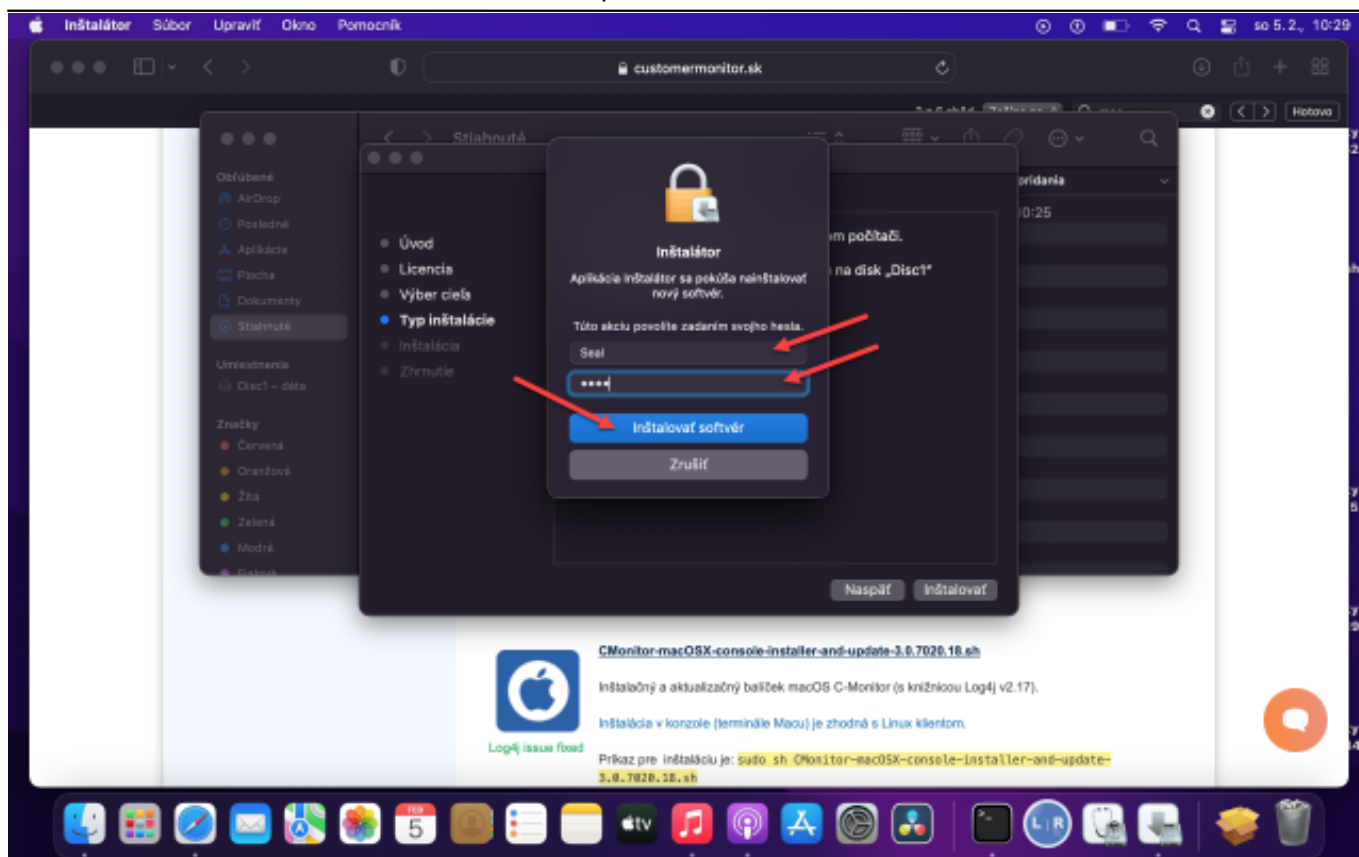 Inštalátor Súbor Upraviť Okno Pomocník so 5. 2., 10:29
customermonitor.sk
Hotovo
Stiahnuté
Obľúbené
AirDrop
Posledné
Aplikácie
Plocha
Dokumenty
Stiahnuté
Umiestnenia
Disc1 – dáta
Značky
Červená
Oranžová
Žltá
Zelená
Modrá
Fialová
Úvod
Licencia
Výber cieľa
Typ inštalácie
Inštalácia
Zhrnutie
Inštalátor
Aplikácia Inštalátor sa pokúša nainštalovať
nový softvér.
Túto akciu povolíte zadaním svojho hesla.
Seal
••••
Inštalovať softvér
Zrušiť
počítači.
na disk „Disc1“
pridania
Naspäť Inštalovať
CMonitor-macOSX-console-installer-and-update-3.0.7020.18.sh
Inštalačný a aktualizačný balíček macOS C-Monitor (s knižnicou Log4j v2.17).
Inštalácia v konzole (terminále Macu) je zhodná s Linux klientom.
Log4j issue fixed
Príkaz pre inštaláciu je: sudo sh CMonitor-macOSX-console-installer-and-update-
3.0.7020.18.sh
FEB
5
tv
L R